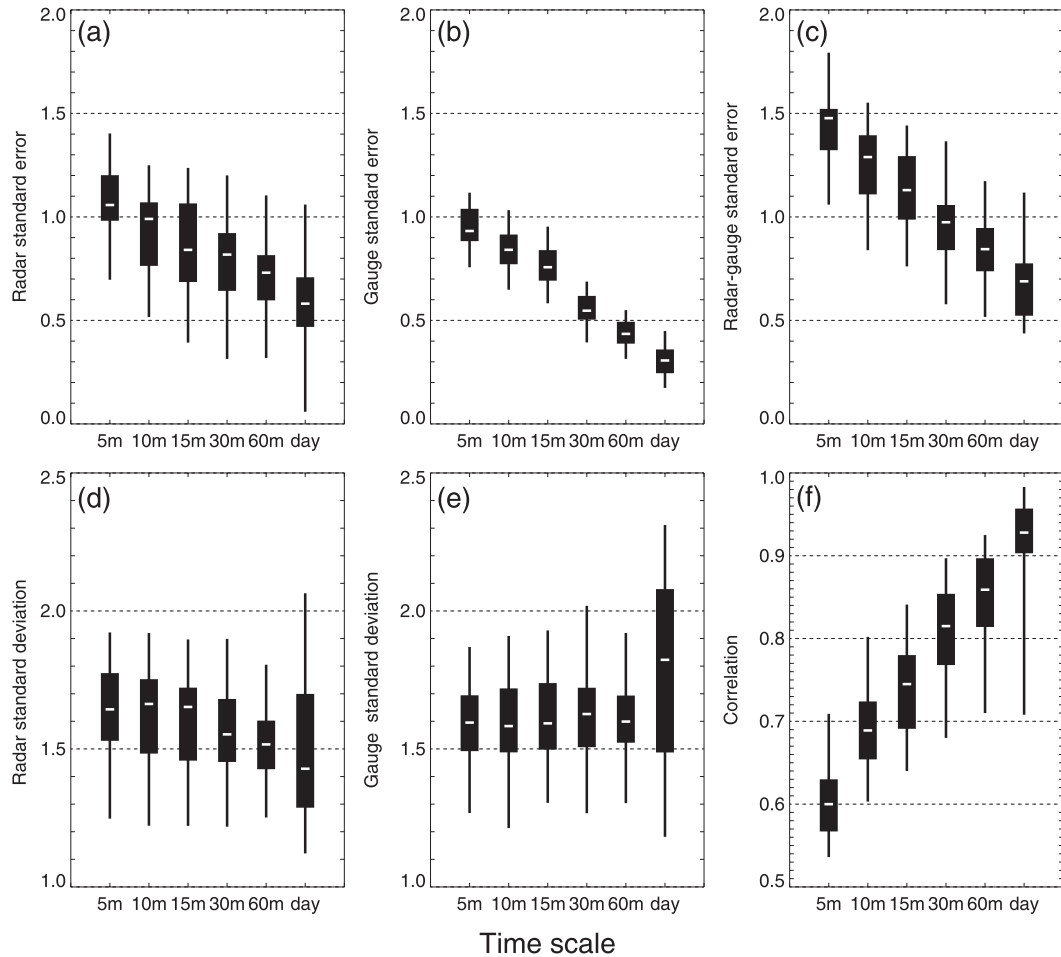 (a)
Radar standard error
2.0
1.5
1.0
0.5
0.0
5m 10m 15m 30m 60m day
(b)
Gauge standard error
2.0
1.5
1.0
0.5
0.0
5m 10m 15m 30m 60m day
(c)
Radar-gauge standard error
2.0
1.5
1.0
0.5
0.0
5m 10m 15m 30m 60m day
(d)
Radar standard deviation
2.5
2.0
1.5
1.0
5m 10m 15m 30m 60m day
(e)
Gauge standard deviation
2.5
2.0
1.5
1.0
5m 10m 15m 30m 60m day
(f)
Correlation
1.0
0.9
0.8
0.7
0.6
0.5
5m 10m 15m 30m 60m day
Time scale